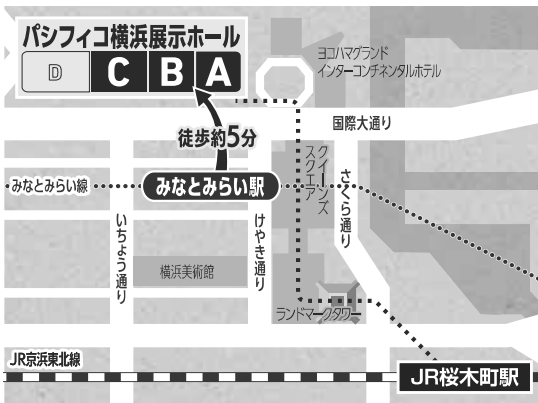 パシフィコ横浜展示ホール
D C B A
ヨコハマグランド
インターコンチネンタルホテル
国際大通り
徒歩約5分
みなとみらい線
みなとみらい駅
クイーンズ
スクエア
さくら通り
いちょう通り
けやき通り
横浜美術館
ランドマークタワー
JR京浜東北線
JR桜木町駅